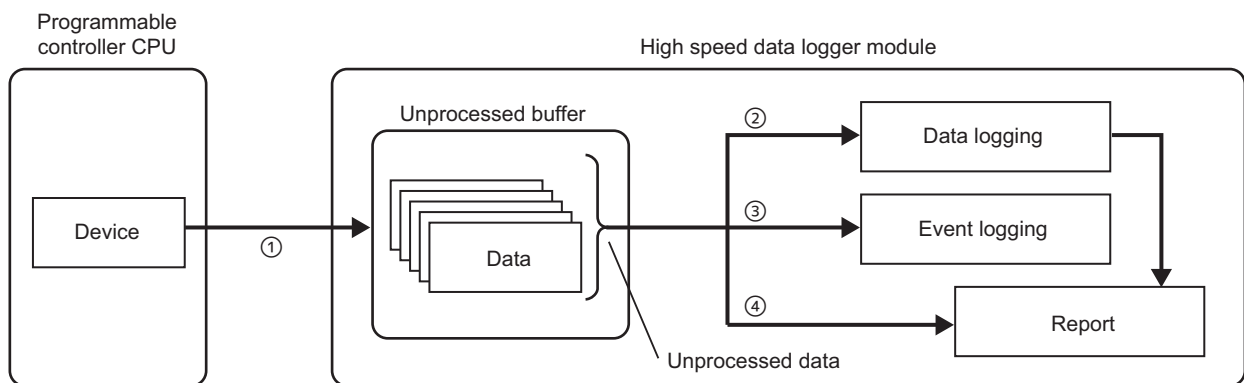 Programmable
controller CPU
High speed data logger module
Unprocessed buffer
②
Data logging
Device
①
Data
③
Event logging
④
Report
Unprocessed data